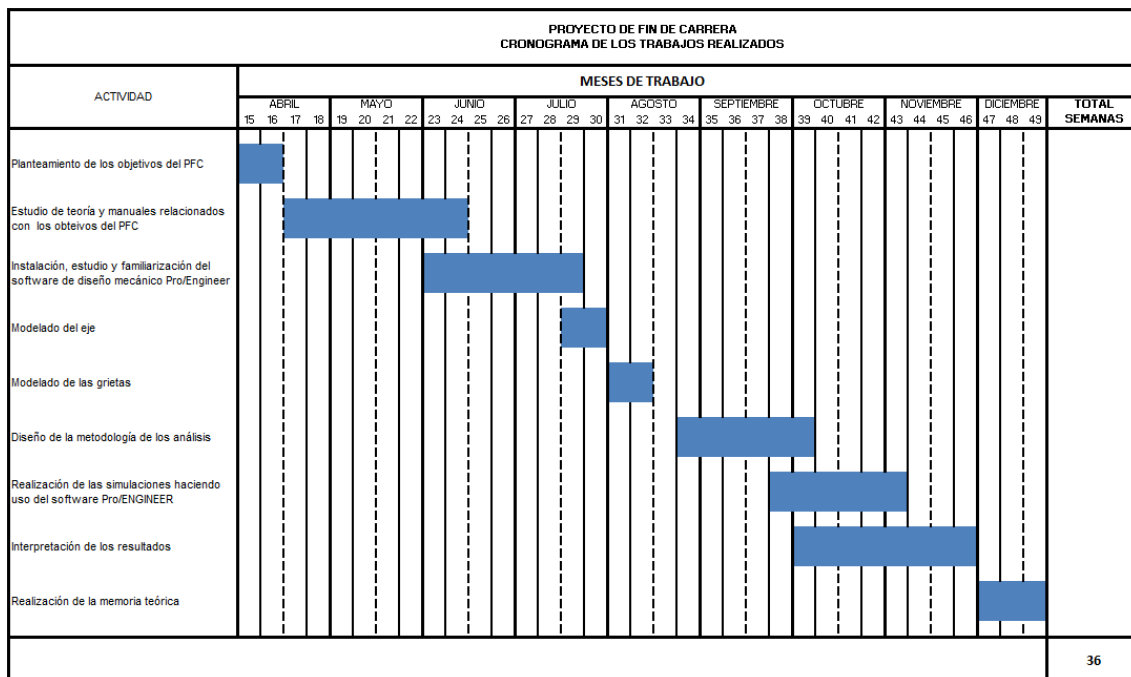 PROYECTO DE FIN DE CARRERA
CRONOGRAMA DE LOS TRABAJOS REALIZADOS
ACTIVIDAD
MESES DE TRABAJO
ABRIL MAYO JUNIO JULIO AGOSTO SEPTIEMBRE OCTUBRE NOVIEMBRE DICIEMBRE TOTAL
15 16 17 18 19 20 21 22 23 24 25 26 27 28 29 30 31 32 33 34 35 36 37 38 39 40 41 42 43 44 45 46 47 48 49 SEMANAS
Planteamiento de los objetivos del PFC
Estudio de teoría y manuales relacionados
con los obteivos del PFC
Instalación, estudio y familiarización del
software de diseño mecánico Pro/Engineer
Modelado del eje
Modelado de las grietas
Diseño de la metodología de los análisis
Realización de las simulaciones haciendo
uso del software Pro/ENGINEER
Interpretación de los resultados
Realización de la memoria teórica
36